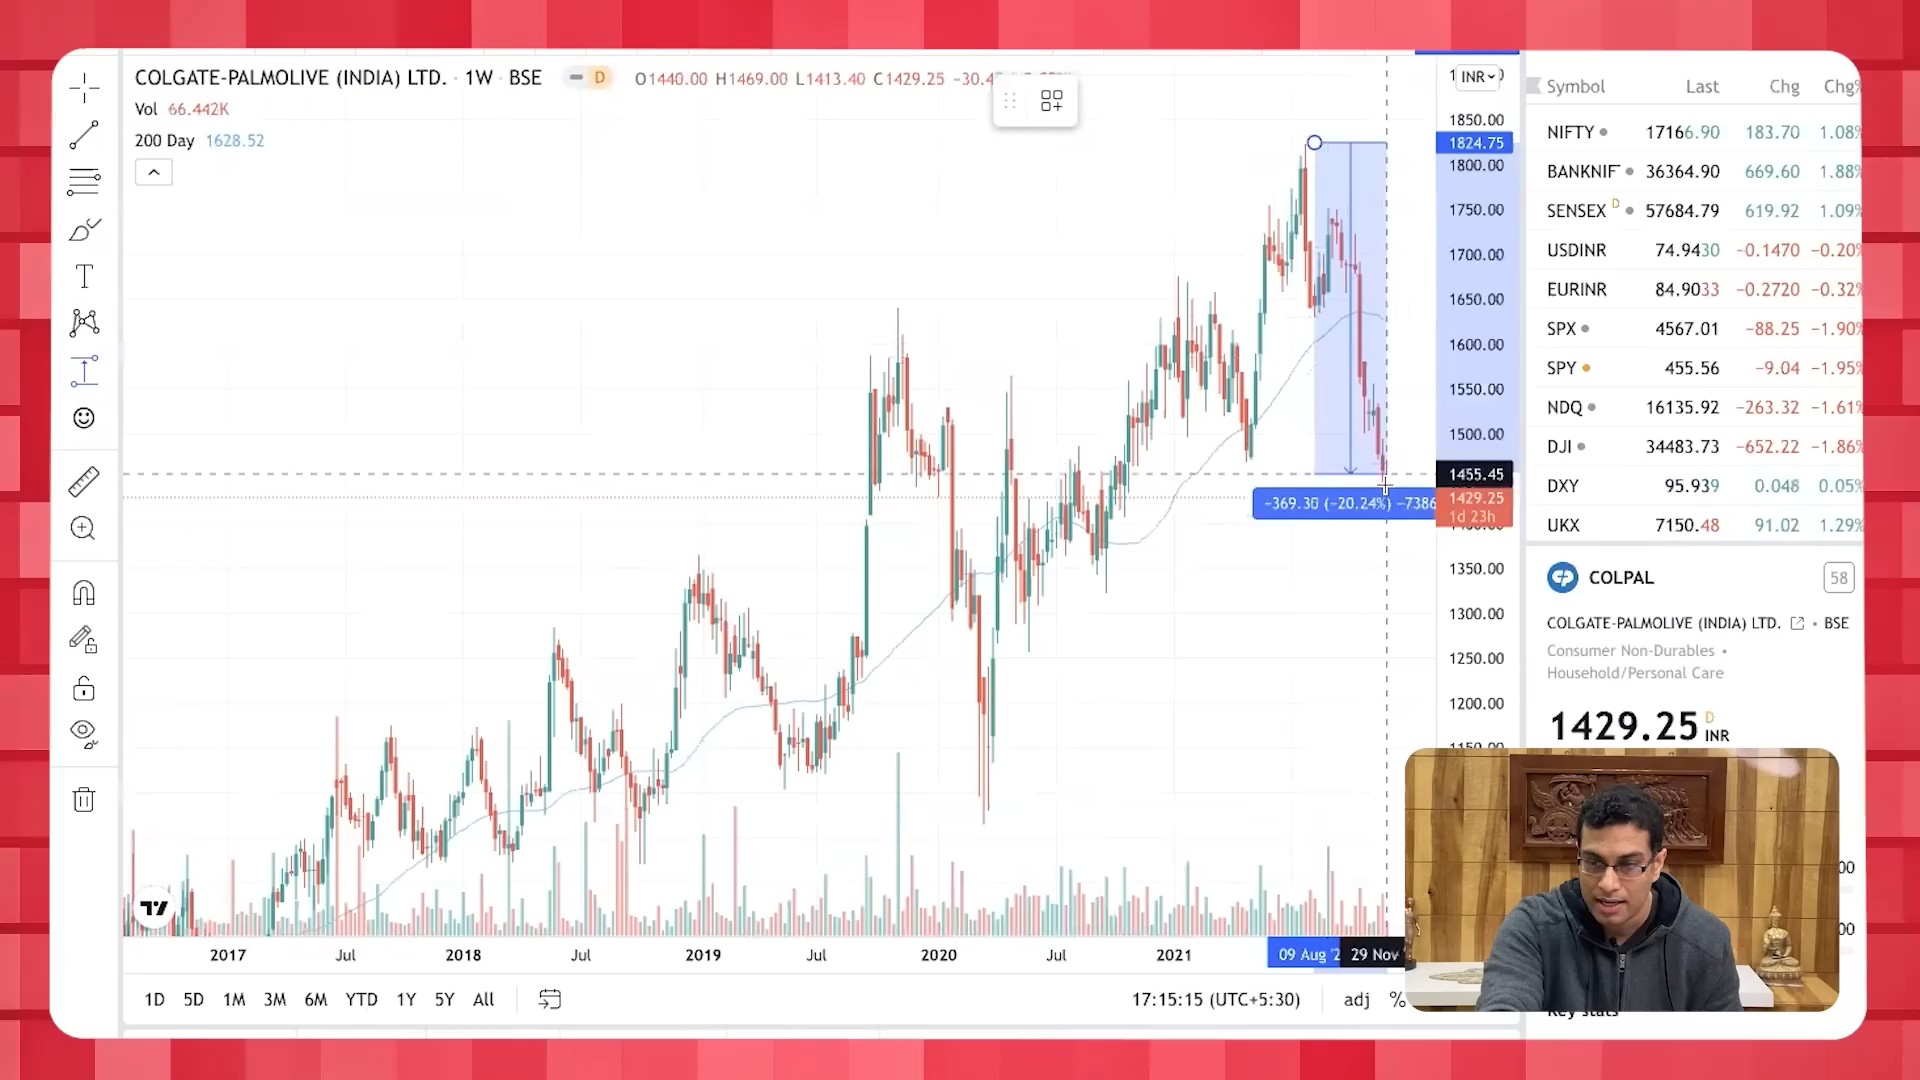 COLGATE-PALMOLIVE (INDIA) LTD. · 1W · BSE D O1440.00 H1469.00 L1413.40 C1429.25
Vol 66.442K
200 Day 1628.52
INR
1850.00
1824.75
1800.00
1750.00
1700.00
1650.00
1600.00
1550.00
1500.00
1455.45
1429.25
1d 23h
1350.00
1300.00
1250.00
1200.00
−369.30 (−20.24%) −7386
2017 Jul 2018 Jul 2019 Jul 2020 Jul 2021 09 Aug '2 29 Nov
1D 5D 1M 3M 6M YTD 1Y 5Y All 17:15:15 (UTC+5:30) adj %
Symbol Last Chg Chg%
NIFTY 17166.90 183.70 1.08%
BANKNIF 36364.90 669.60 1.88%
SENSEX D 57684.79 619.92 1.09%
USDINR 74.9430 −0.1470 −0.20%
EURINR 84.9033 −0.2720 −0.32%
SPX 4567.01 −88.25 −1.90%
SPY 455.56 −9.04 −1.95%
NDQ 16135.92 −263.32 −1.61%
DJI 34483.73 −652.22 −1.86%
DXY 95.939 0.048 0.05%
UKX 7150.48 91.02 1.29%
COLPAL 58
COLGATE-PALMOLIVE (INDIA) LTD. • BSE
Consumer Non-Durables •
Household/Personal Care
1429.25 D INR
Key stats